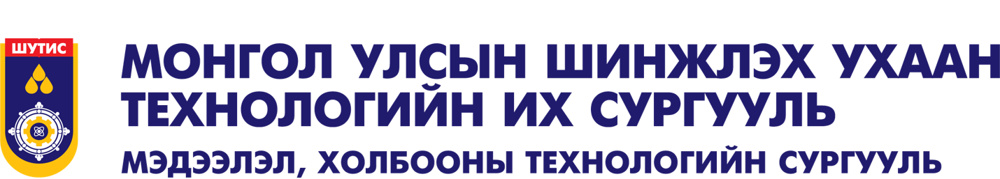 ШУТИС
МОНГОЛ УЛСЫН ШИНЖЛЭХ УХААН
ТЕХНОЛОГИЙН ИХ СУРГУУЛЬ
МЭДЭЭЛЭЛ, ХОЛБООНЫ ТЕХНОЛОГИЙН СУРГУУЛЬ